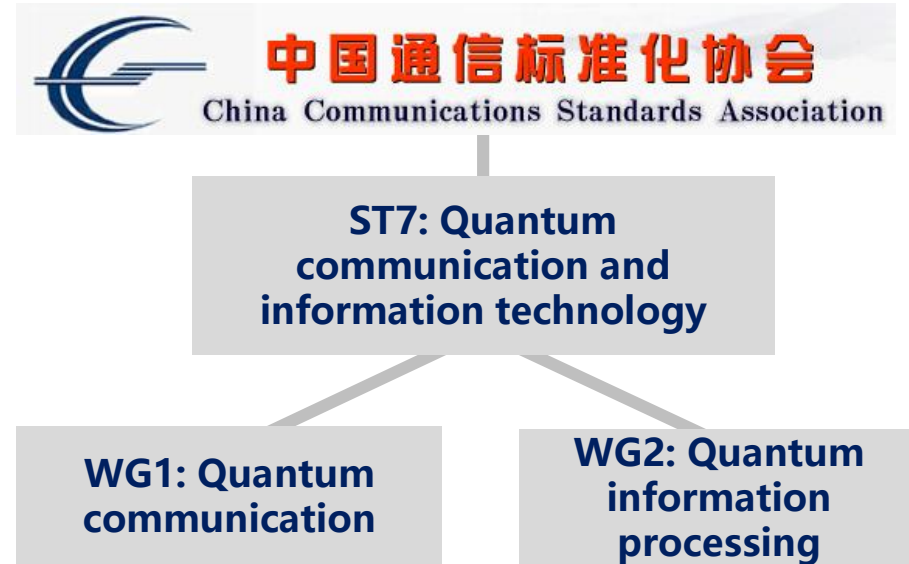 中国通信标准化协会
China Communications Standards Association
ST7: Quantum
communication and
information technology
WG1: Quantum
communication
WG2: Quantum
information
processing